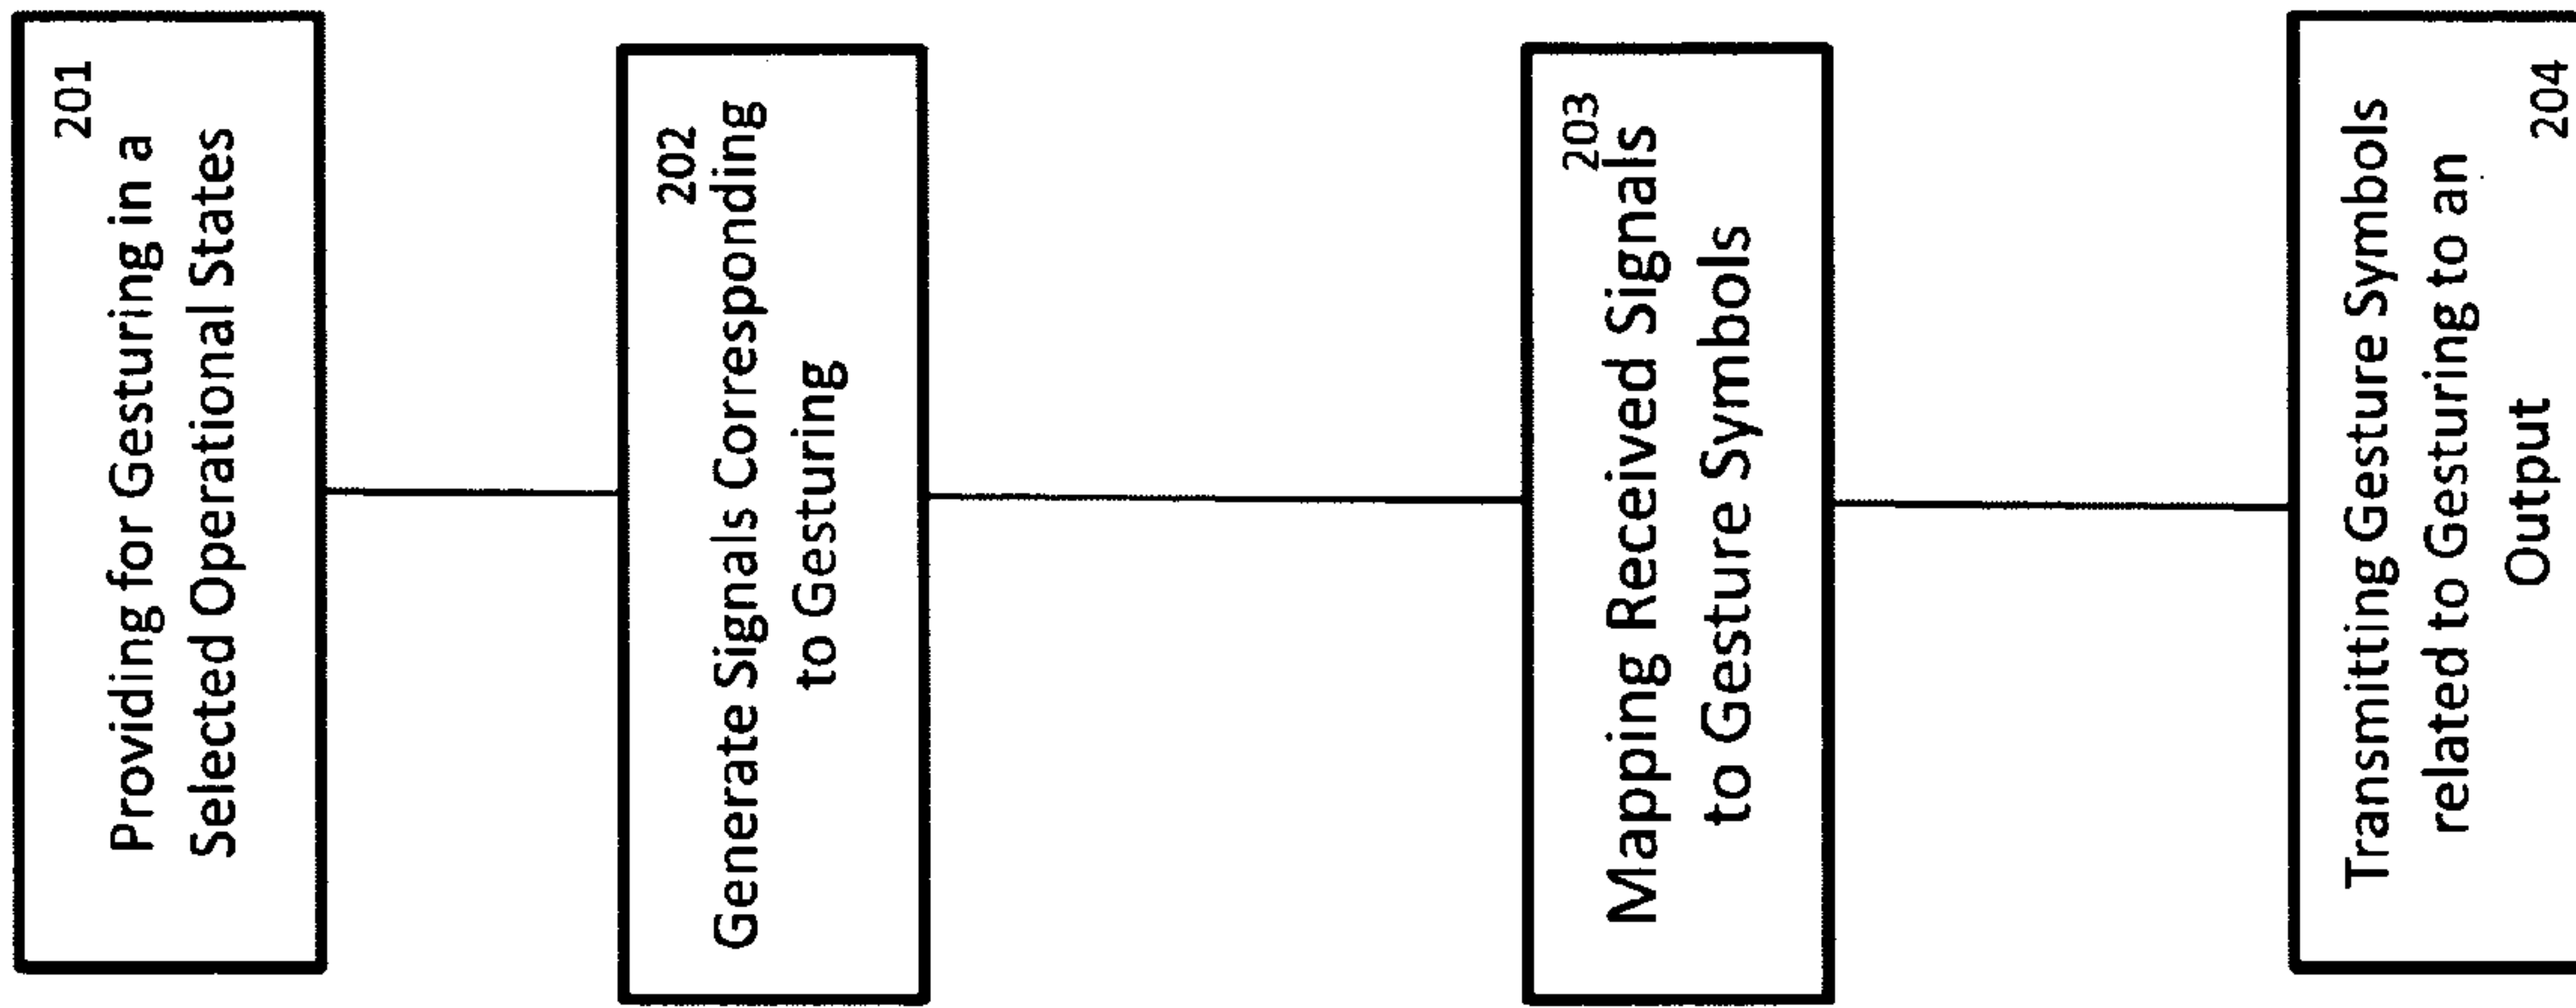 201
Providing for Gesturing in a
Selected Operational States
202
Generate Signals Corresponding
to Gesturing
203
Mapping Received Signals
to Gesture Symbols
Transmitting Gesture Symbols
related to Gesturing to an
Output
204